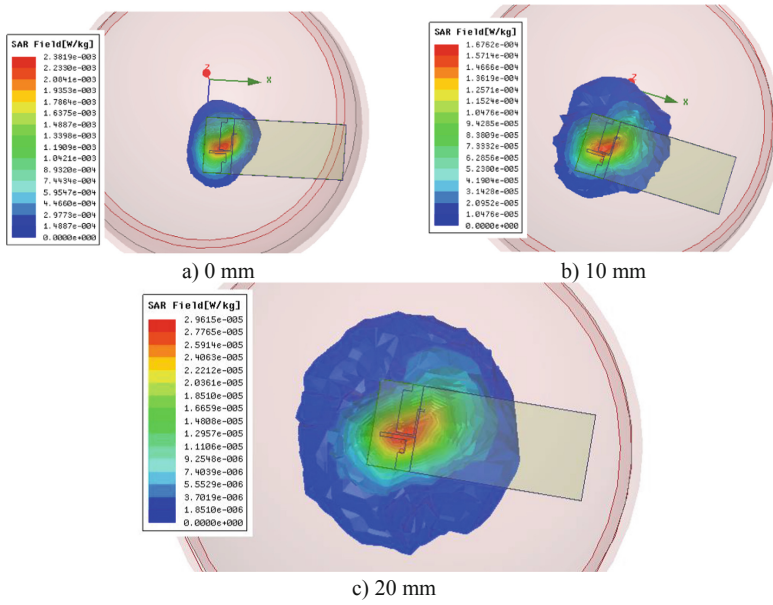 SAR Field[W/kg]
2.3819e-003
2.2330e-003
2.0841e-003
1.9353e-003
1.7864e-003
1.6375e-003
1.4887e-003
1.3398e-003
1.1909e-003
1.0421e-003
8.9320e-004
7.4434e-004
5.9547e-004
4.4660e-004
2.9773e-004
1.4887e-004
0.0000e+000
Z
X
a) 0 mm
SAR Field[W/kg]
1.6762e-004
1.5714e-004
1.4666e-004
1.3619e-004
1.2571e-004
1.1524e-004
1.0476e-004
9.4285e-005
8.3809e-005
7.3332e-005
6.2856e-005
5.2380e-005
4.1904e-005
3.1428e-005
2.0952e-005
1.0476e-005
0.0000e+000
X
b) 10 mm
SAR Field[W/kg]
2.9615e-005
2.7765e-005
2.5914e-005
2.4063e-005
2.2212e-005
2.0361e-005
1.8510e-005
1.6659e-005
1.4808e-005
1.2957e-005
1.1106e-005
9.2548e-006
7.4039e-006
5.5529e-006
3.7019e-006
1.8510e-006
0.0000e+000
c) 20 mm